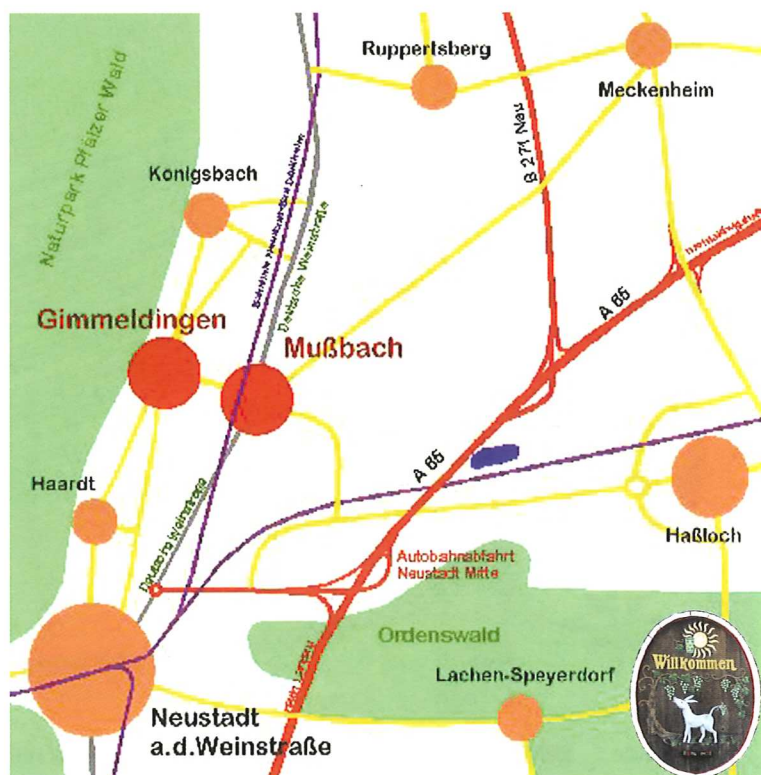 Ruppertsberg
Meckenheim
Naturpark Pfälzer Wald
Königsbach
B 271 Neu
Deutsche Weinstraße
Gimmeldingen
Mußbach
A 65
A 65
Haardt
Deutsche Weinstraße
Haßloch
Autobahnabfahrt
Neustadt Mitte
Ordenswald
Willkommen
Lachen-Speyerdorf
Neustadt
a.d.Weinstraße